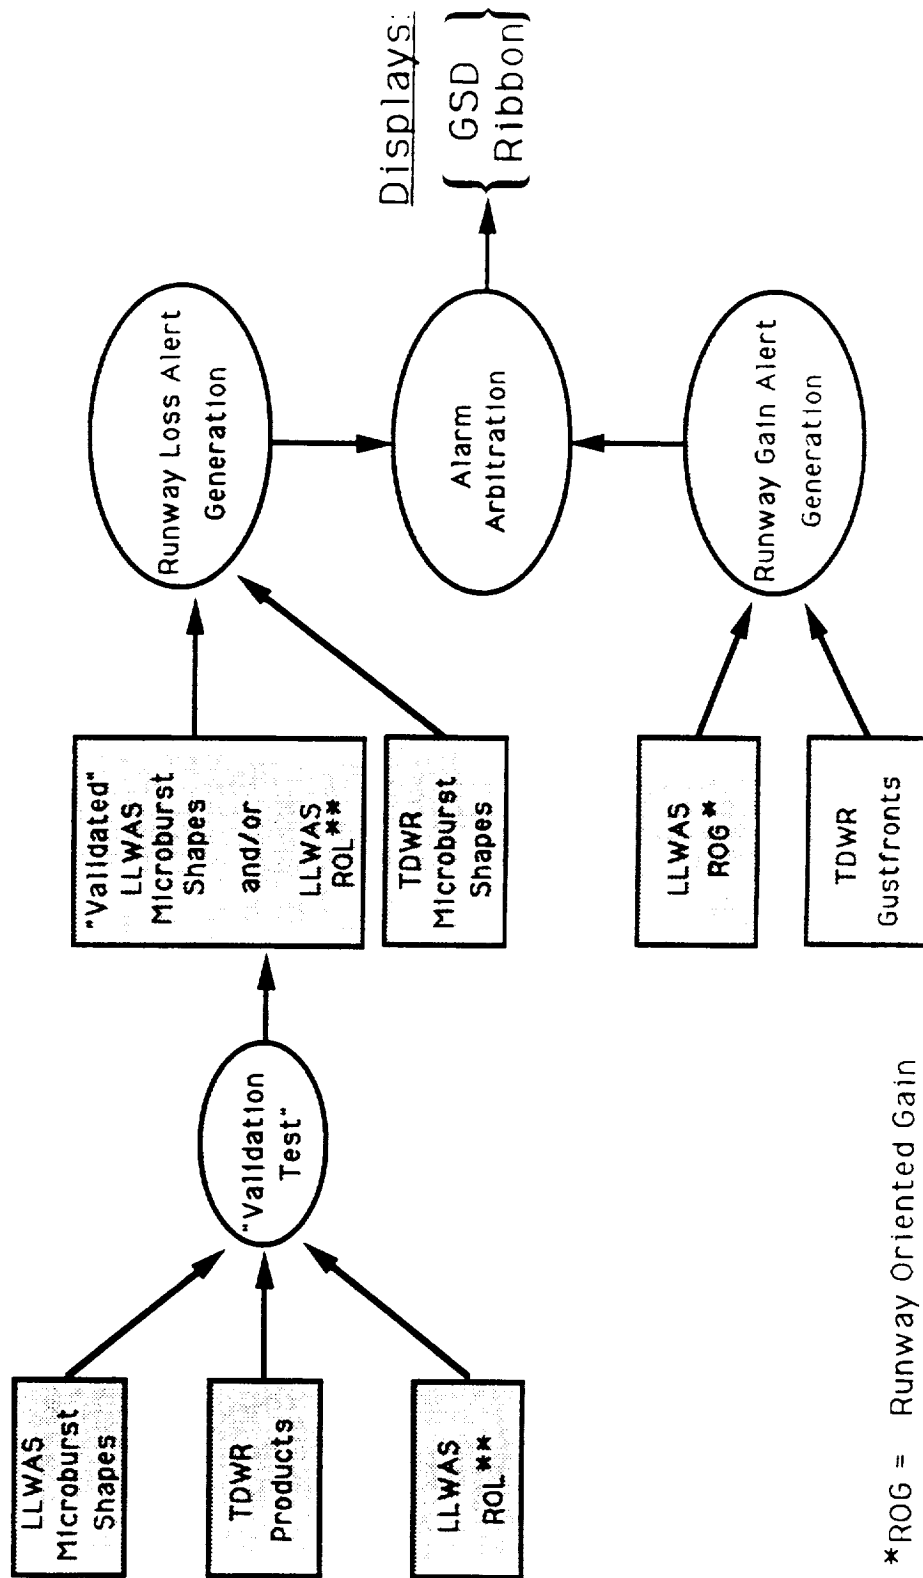 LLWAS
Microburst
Shapes
TDWR
Products
LLWAS
ROL**
"Validation
Test"
"Validated"
LLWAS
Microburst
Shapes
and/or
LLWAS
ROL**
TDWR
Microburst
Shapes
LLWAS
ROG*
TDWR
Gustfronts
Runway Loss Alert
Generation
Alarm
Arbitration
Runway Gain Alert
Generation
Displays:
GSD
Ribbon
*ROG = Runway Oriented Gain